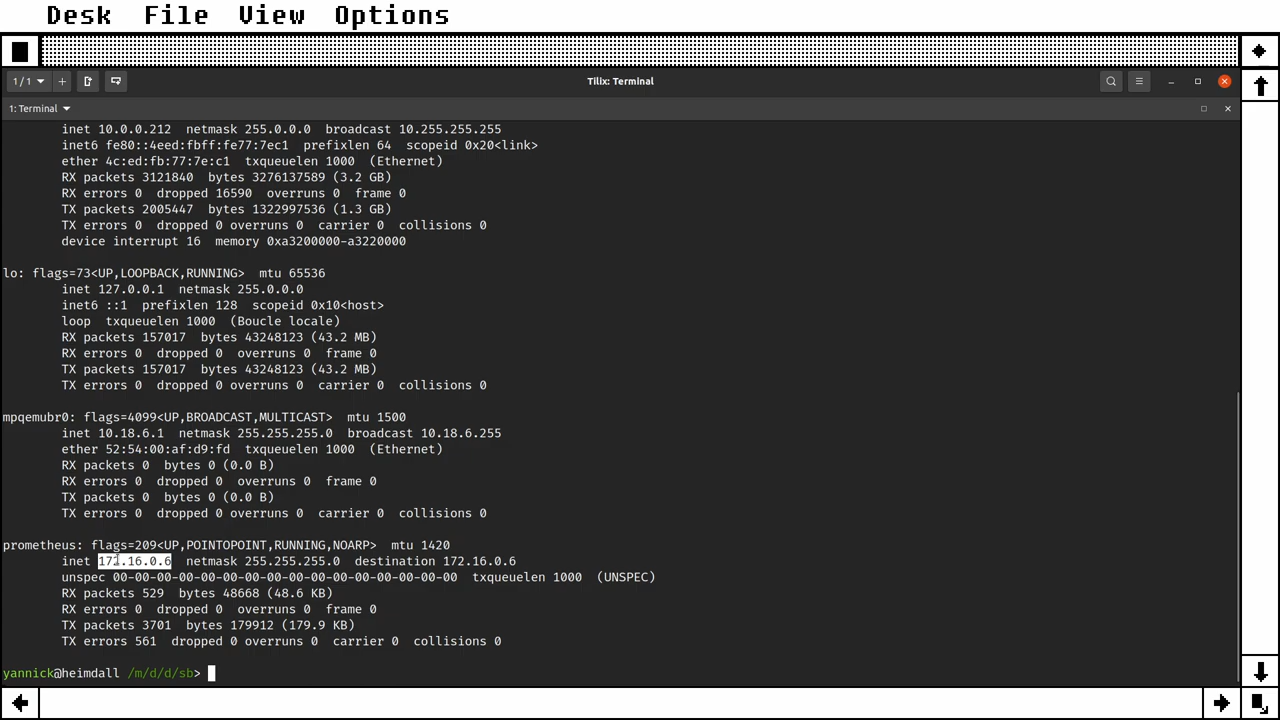 Desk File View Options
1/1 Tilix: Terminal
1: Terminal
inet 10.0.0.212 netmask 255.0.0.0 broadcast 10.255.255.255
inet6 fe80::4eed:fbff:fe77:7ec1 prefixlen 64 scopeid 0x20<link>
ether 4c:ed:fb:77:7e:c1 txqueuelen 1000 (Ethernet)
RX packets 3121840 bytes 3276137589 (3.2 GB)
RX errors 0 dropped 16590 overruns 0 frame 0
TX packets 2005447 bytes 1322997536 (1.3 GB)
TX errors 0 dropped 0 overruns 0 carrier 0 collisions 0
device interrupt 16 memory 0xa3200000-a3220000
lo: flags=73<UP,LOOPBACK,RUNNING> mtu 65536
inet 127.0.0.1 netmask 255.0.0.0
inet6 ::1 prefixlen 128 scopeid 0x10<host>
loop txqueuelen 1000 (Boucle locale)
RX packets 157017 bytes 43248123 (43.2 MB)
RX errors 0 dropped 0 overruns 0 frame 0
TX packets 157017 bytes 43248123 (43.2 MB)
TX errors 0 dropped 0 overruns 0 carrier 0 collisions 0
mpqemubr0: flags=4099<UP,BROADCAST,MULTICAST> mtu 1500
inet 10.18.6.1 netmask 255.255.255.0 broadcast 10.18.6.255
ether 52:54:00:af:d9:fd txqueuelen 1000 (Ethernet)
RX packets 0 bytes 0 (0.0 B)
RX errors 0 dropped 0 overruns 0 frame 0
TX packets 0 bytes 0 (0.0 B)
TX errors 0 dropped 0 overruns 0 carrier 0 collisions 0
prometheus: flags=209<UP,POINTOPOINT,RUNNING,NOARP> mtu 1420
inet 172.16.0.6 netmask 255.255.255.0 destination 172.16.0.6
unspec 00-00-00-00-00-00-00-00-00-00-00-00-00-00-00-00 txqueuelen 1000 (UNSPEC)
RX packets 529 bytes 48668 (48.6 KB)
RX errors 0 dropped 0 overruns 0 frame 0
TX packets 3701 bytes 179912 (179.9 KB)
TX errors 561 dropped 0 overruns 0 carrier 0 collisions 0
yannick@heimdall /m/d/d/sb>